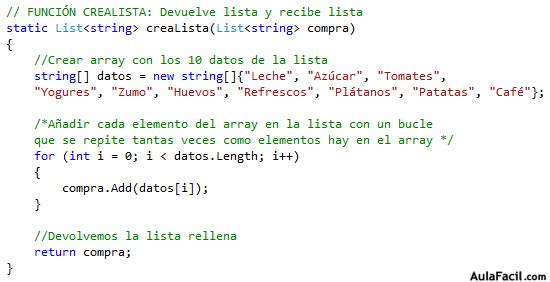 // FUNCIÓN CREALISTA: Devuelve lista y recibe lista
static List<string> creaLista(List<string> compra)
{
//Crear array con los 10 datos de la lista
string[] datos = new string[]{"Leche", "Azúcar", "Tomates",
"Yogures", "Zumo", "Huevos", "Refrescos", "Plátanos", "Patatas", "Café"};
/*Añadir cada elemento del array en la lista con un bucle
que se repite tantas veces como elementos hay en el array */
for (int i = 0; i < datos.Length; i++)
{
compra.Add(datos[i]);
}
//Devolvemos la lista rellena
return compra;
}
AulaFacil.com